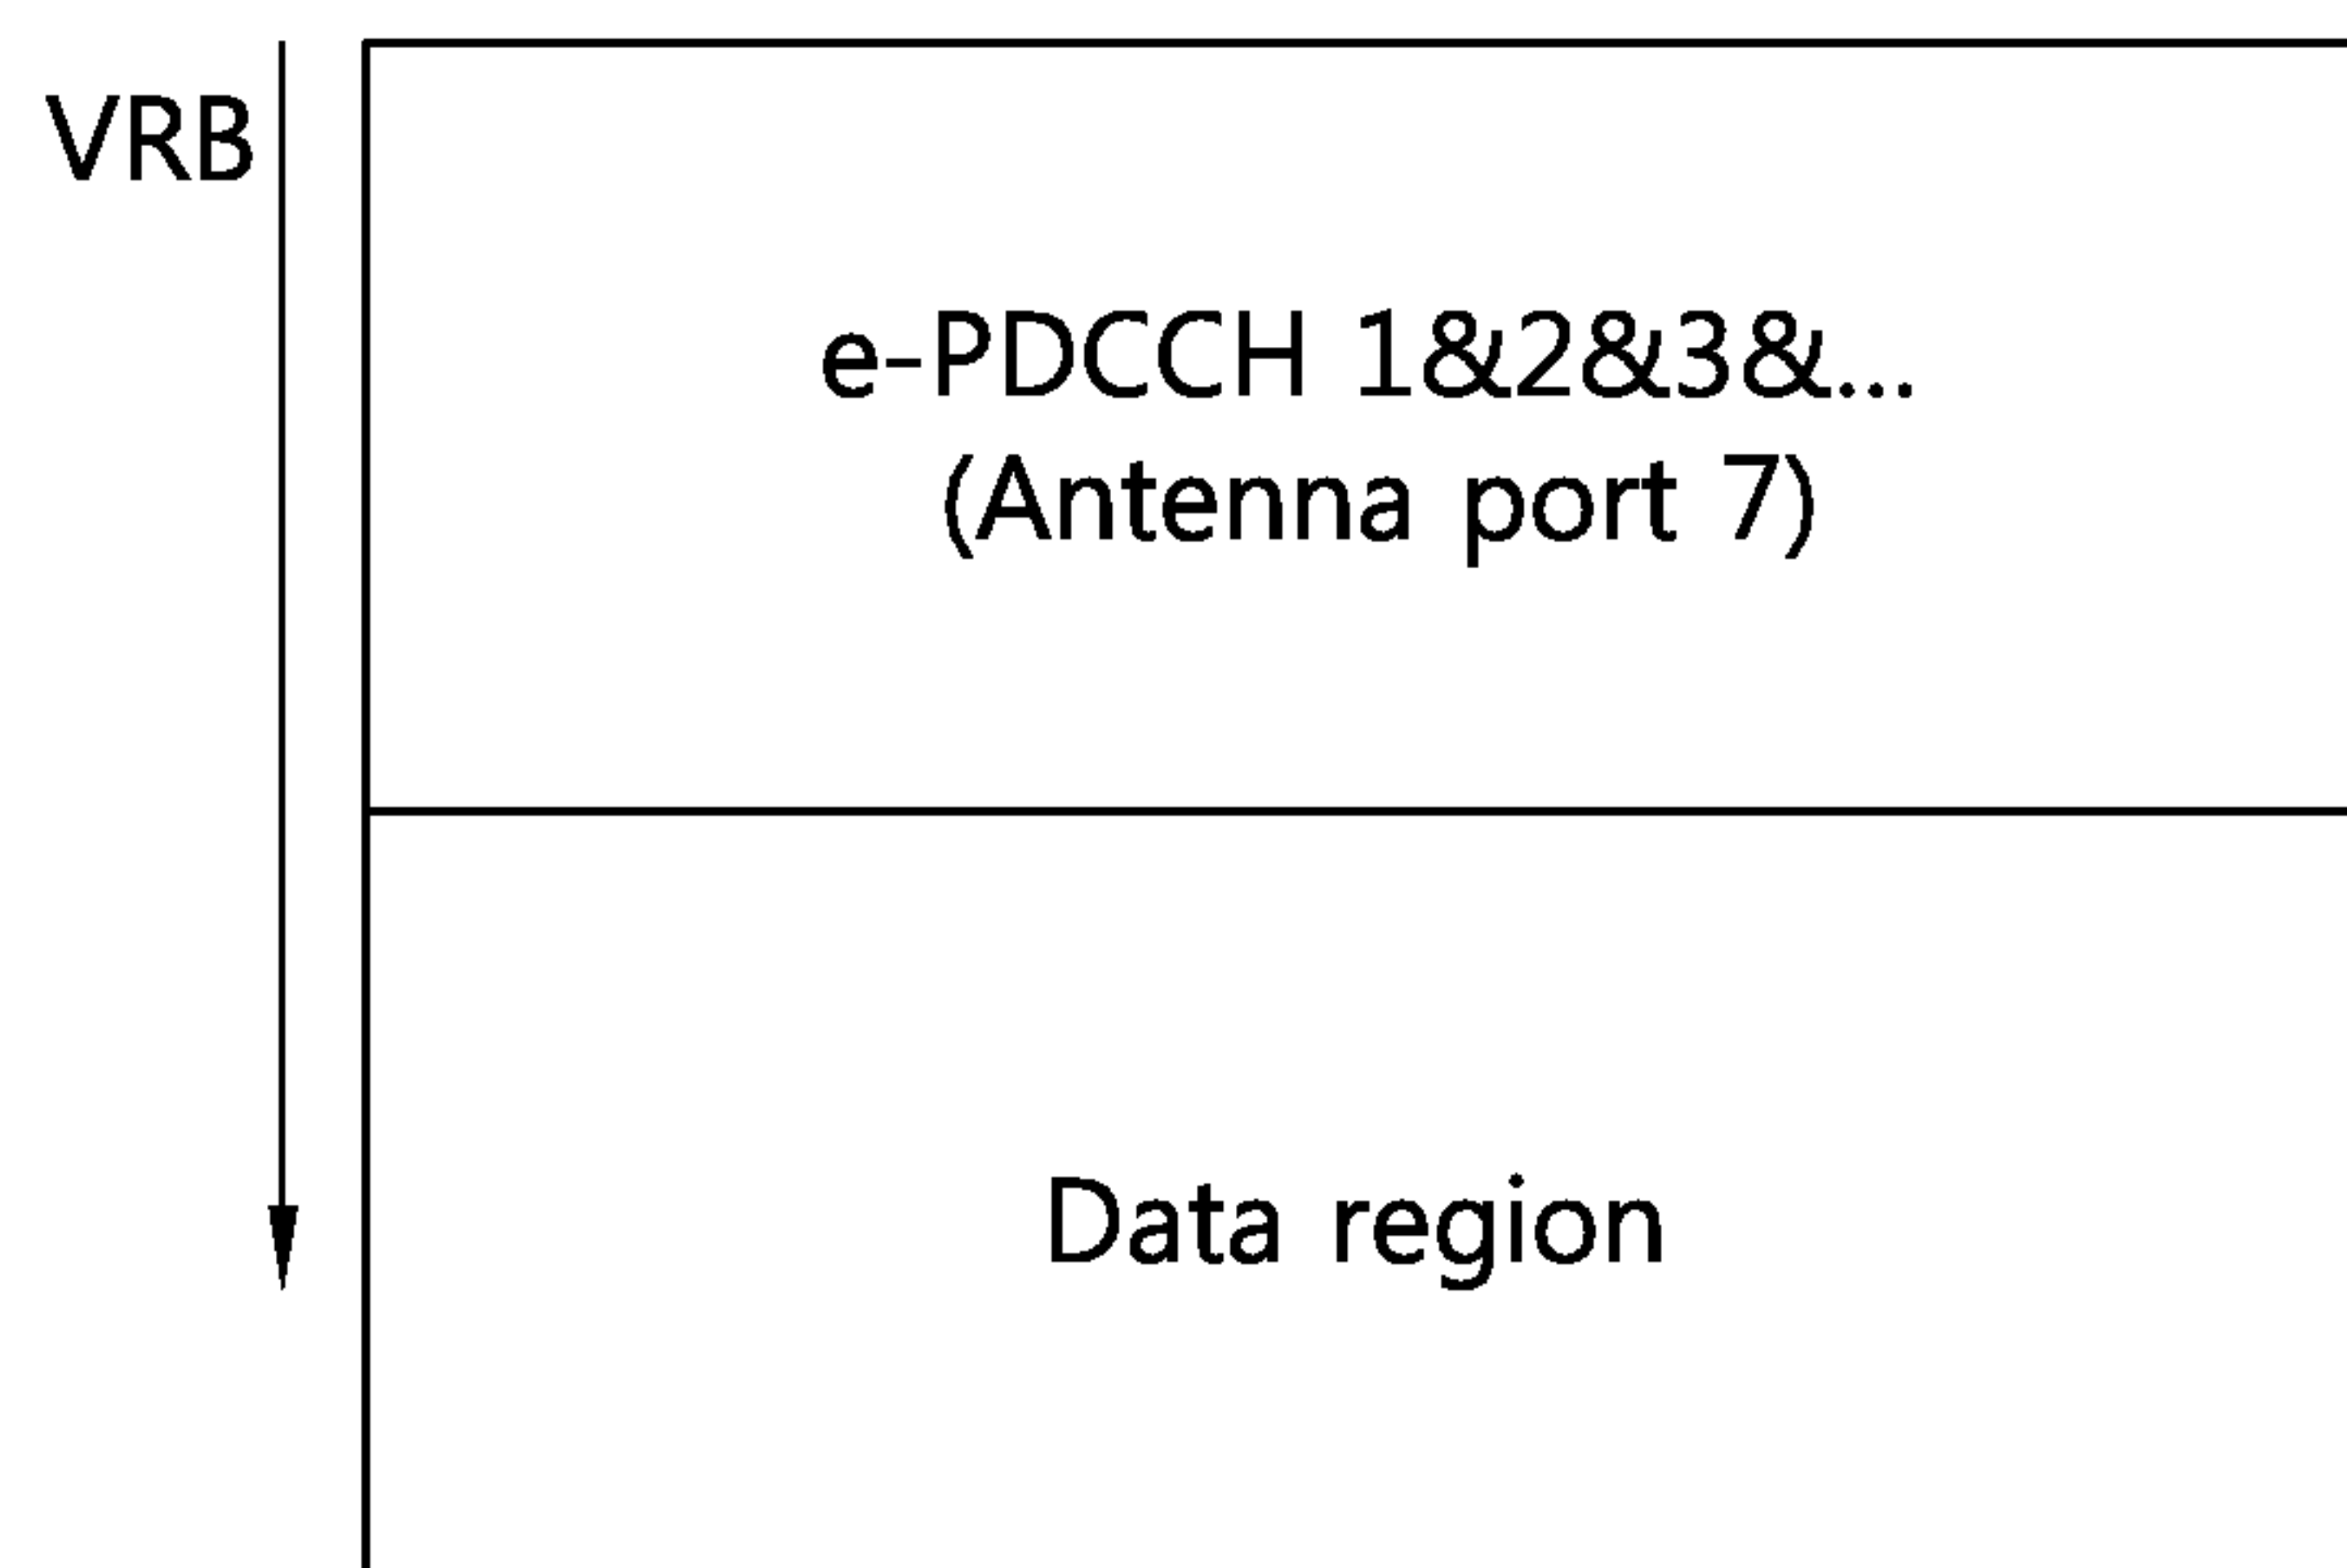 VRB
e-PDCCH 1&2&3&...
(Antenna port 7)
Data region